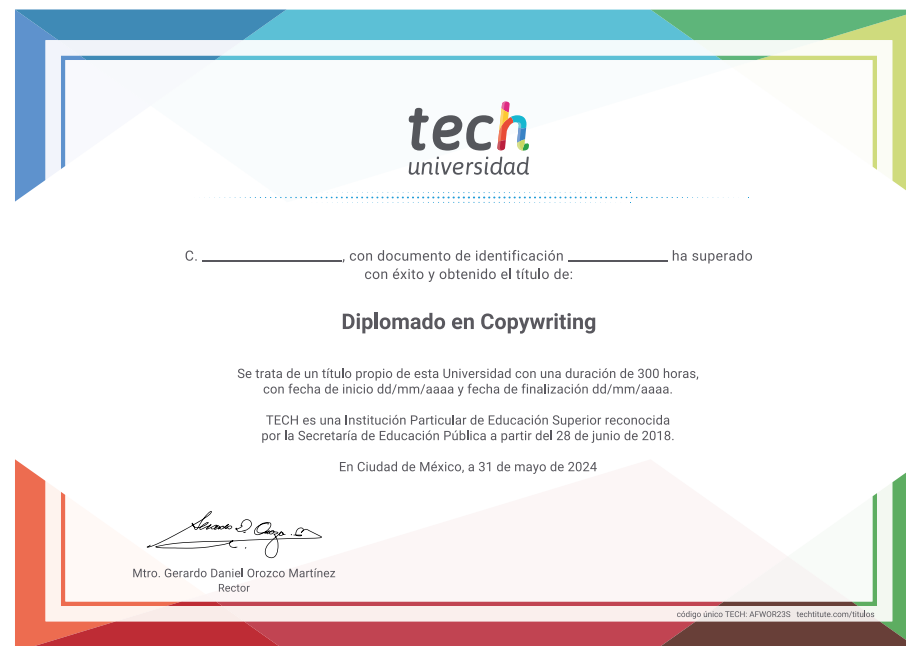 tech
universidad
C. ____________, con documento de identificación ____________ ha superado
con éxito y obtenido el título de:
Diplomado en Copywriting
Se trata de un título propio de esta Universidad con una duración de 300 horas,
con fecha de inicio dd/mm/aaaa y fecha de finalización dd/mm/aaaa.
TECH es una Institución Particular de Educación Superior reconocida
por la Secretaría de Educación Pública a partir del 28 de junio de 2018.
En Ciudad de México, a 31 de mayo de 2024
Mtro. Gerardo Daniel Orozco Martínez
Rector
código único TECH: AFWOR23S techtitute.com/titulos